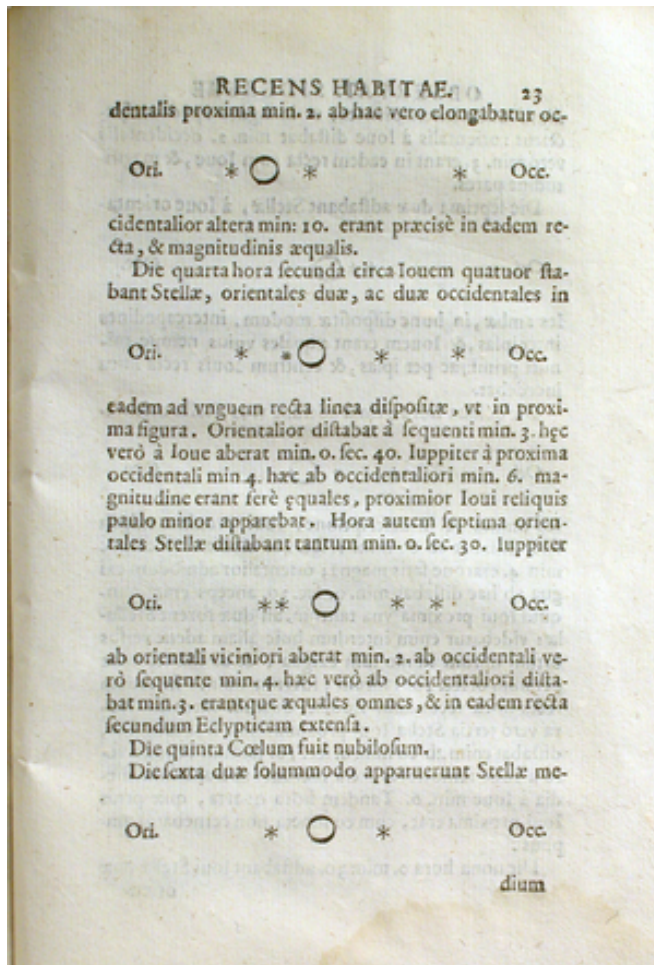 RECENS HABITAE. 23
dentalis proxima min. 2. ab hac vero elongabatur oc-
Ori. * O * * Occ.
cidentalior altera min: 10. erant præcisè in eadem re-
cta, & magnitudinis æqualis.
Die quarta hora ſecunda circa Iouem quatuor ſta-
bant Stellæ, orientales duæ, ac duæ occidentales in
Ori. * *O * * Occ.
eadem ad vnguem recta linea diſpoſitæ, vt in proxi-
ma figura. Orientalior diſtabat à ſequenti min. 3. hęc
verò à Ioue aberat min. 0. ſec. 40. Iuppiter à proxima
occidentali min 4. hæc ab occidentaliori min. 6. ma-
gnitudine erant ferè ęquales, proximior Ioui reliquis
paulo minor apparebat. Hora autem ſeptima orien-
tales Stellæ diſtabant tantum min. 0. ſec. 30. Iuppiter
Ori. ** O * * Occ.
ab orientali viciniori aberat min. 2. ab occidentali ve-
rò ſequente min. 4. hæc verò ab occidentaliori diſta-
bat min. 3. erantque æquales omnes, & in eadem rècta
ſecundum Eclypticam extenſa.
Die quinta Cœlum fuit nubiloſum.
Die ſexta duæ ſolummodo apparuerunt Stellæ me-
Ori. * O * Occ.
dium